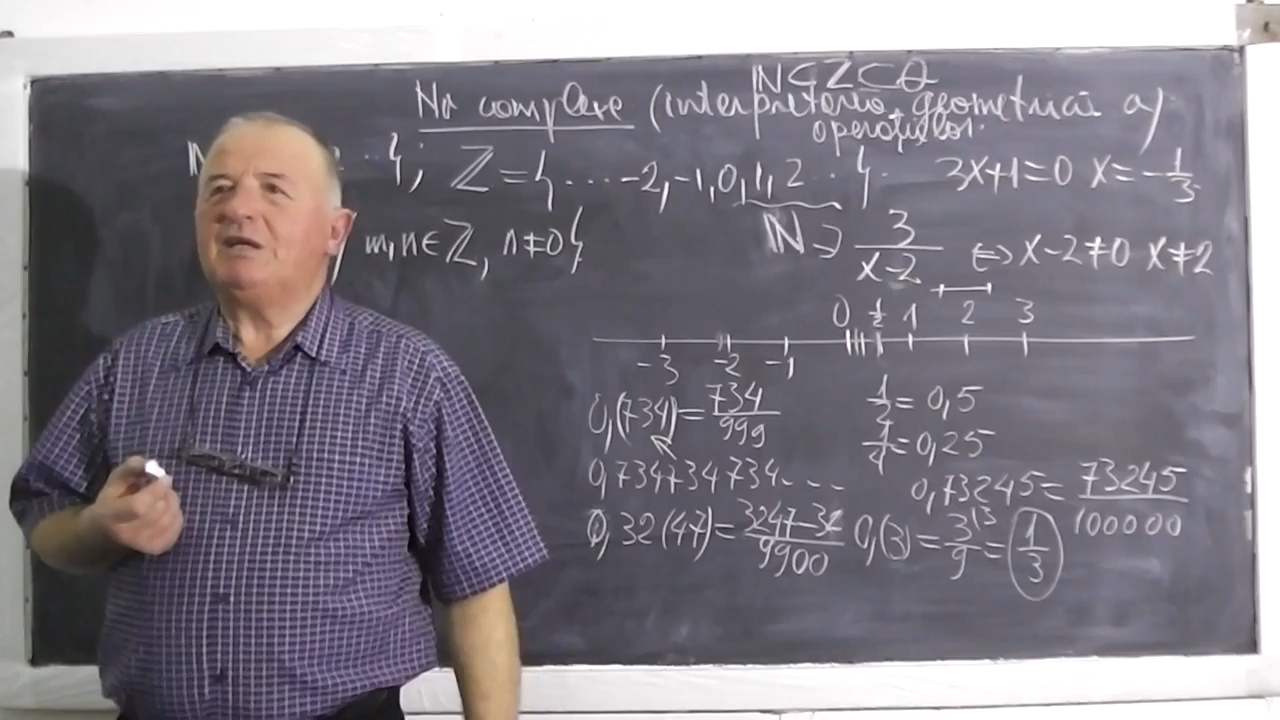 ℕ⊂ℤ⊂Q
Nr complexe (interpretarea geometrică a)
operațiilor.
N 2 ...}; ℤ={....-2,-1,0,1,2...}. 3x+1=0 x=-1/3
m,n∈ℤ, n≠0} ℕ 3/(x-2) ⇔ x-2≠0 x≠2
0 1/2 1 2 3
-3 -2 -1
0,(734)=734/999 1/2=0,5
1/4=0,25
0,734734734.... 0,73245=73245/100000
0,32(47)=(3247-32)/9900 0,(3)=3/9=1/3